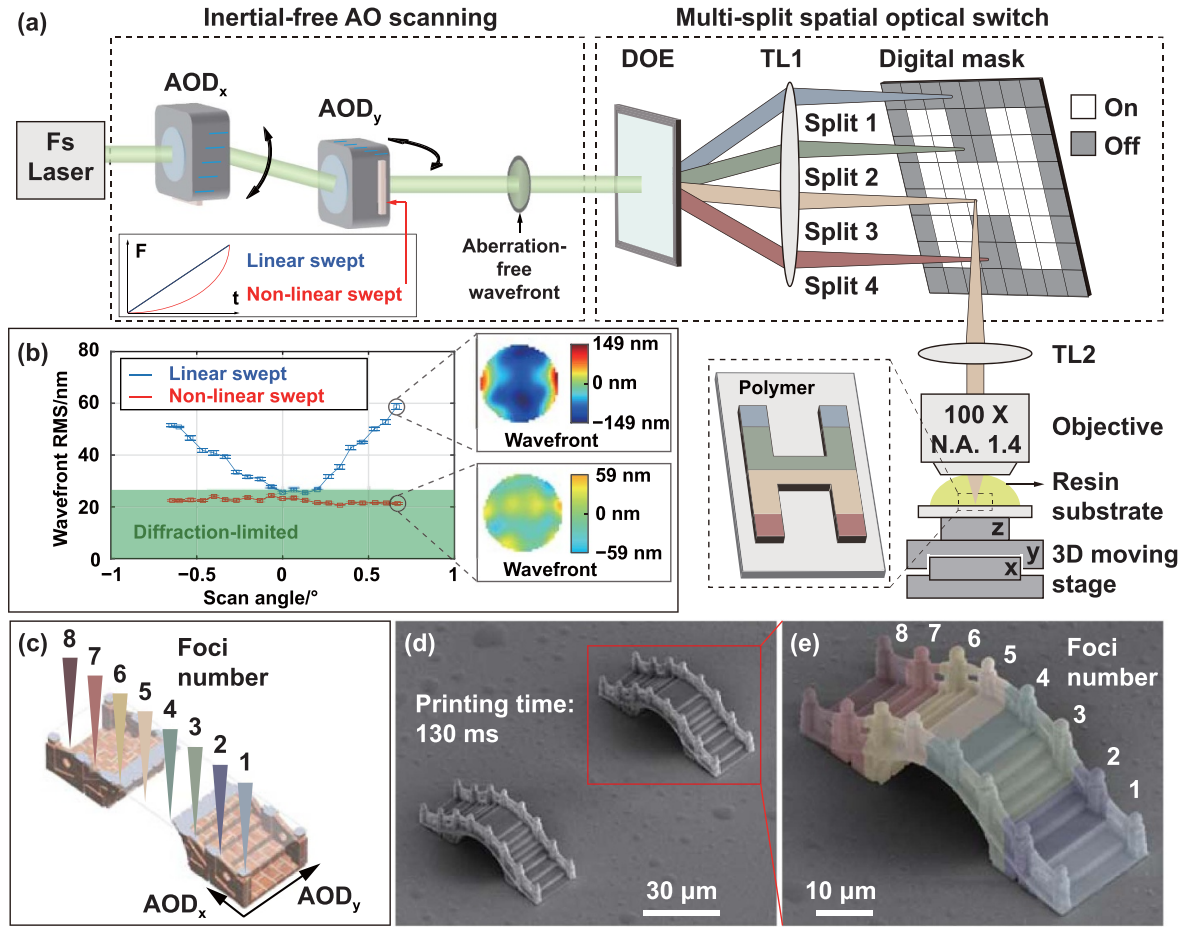 (a)
Inertial-free AO scanning
Multi-split spatial optical switch
Fs
Laser
AODx
AODy
Aberration-
free
wavefront
F
t
Linear swept
Non-linear swept
DOE
TL1
Digital mask
Split 1
Split 2
Split 3
Split 4
On
Off
TL2
100 X
N.A. 1.4
Objective
Resin
substrate
z
y
x
3D moving
stage
Polymer
(b)
Wavefront RMS/nm
80
60
40
20
0
Linear swept
Non-linear swept
Diffraction-limited
−1
−0.5
0
0.5
1
Scan angle/°
149 nm
0 nm
−149 nm
Wavefront
59 nm
0 nm
−59 nm
Wavefront
(c)
Foci
number
8
7
6
5
4
3
2
1
AODx
AODy
(d)
Printing time:
130 ms
30 μm
(e)
Foci
number
8
7
6
5
4
3
2
1
10 μm